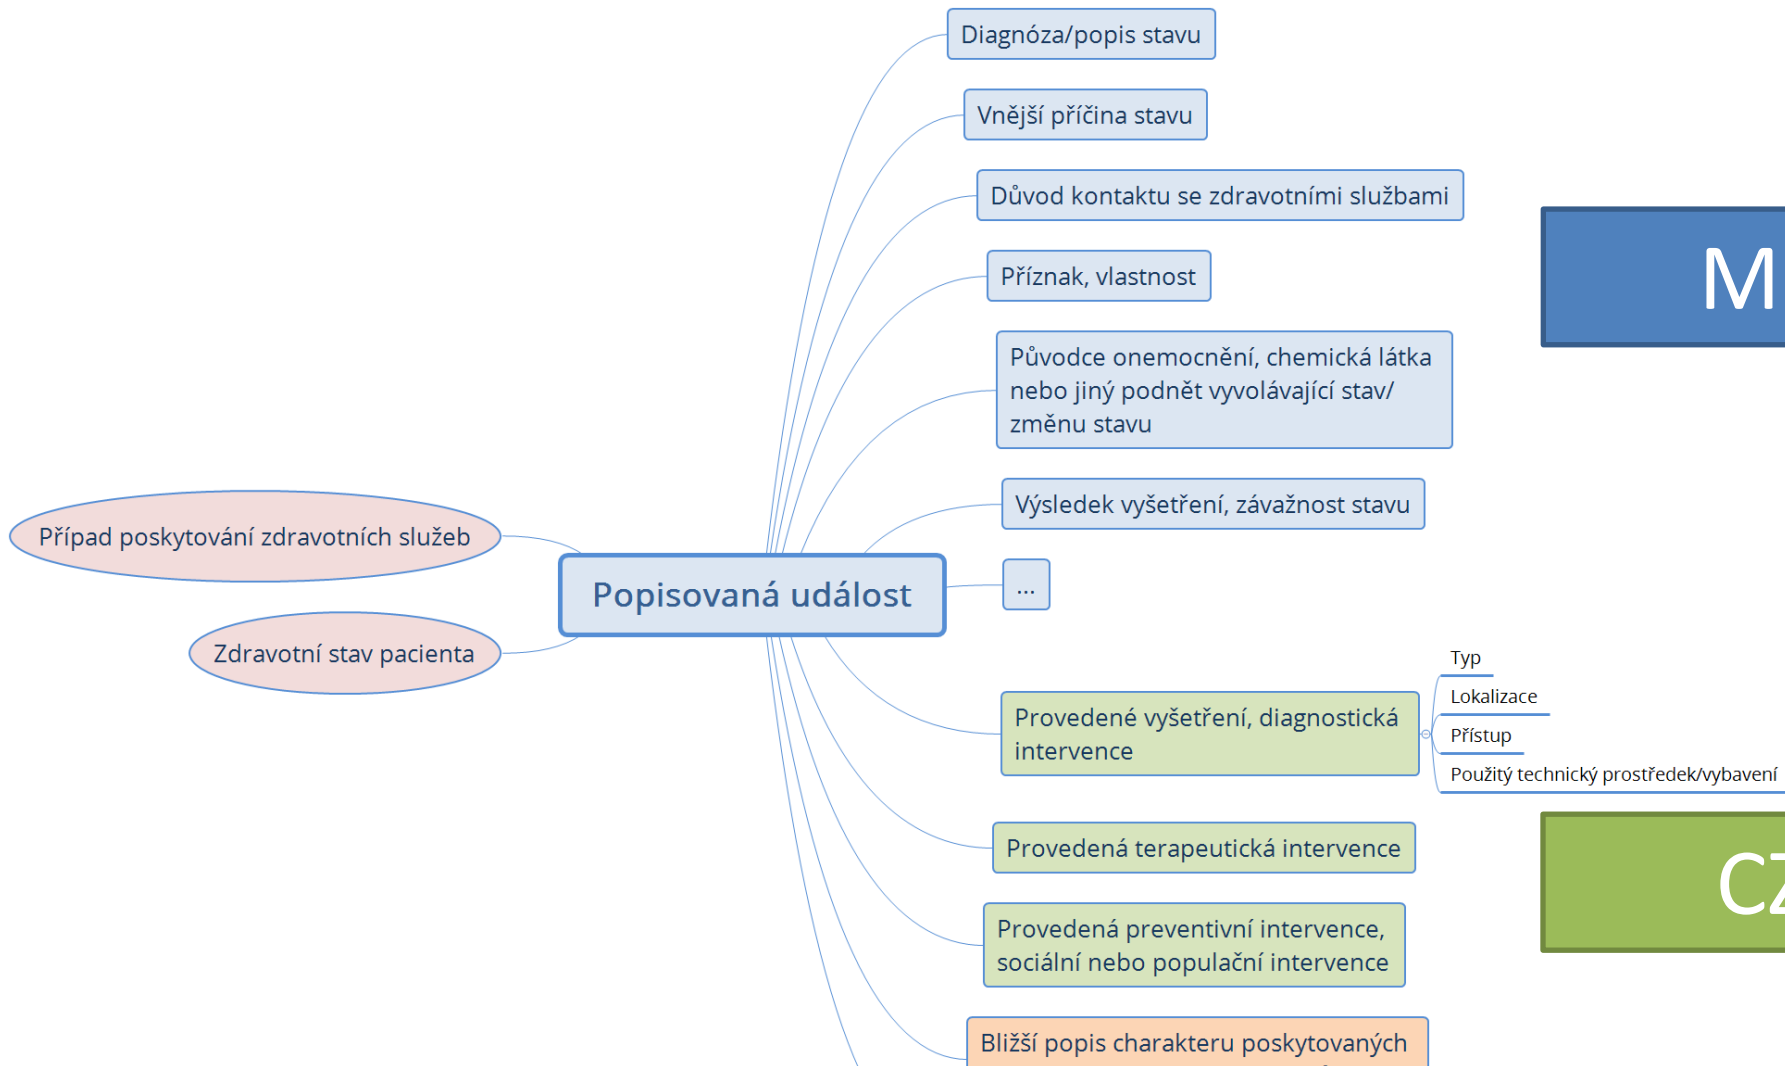 Diagnóza/popis stavu
Vnější příčina stavu
Důvod kontaktu se zdravotními službami
Příznak, vlastnost
M
Původce onemocnění, chemická látka
nebo jiný podnět vyvolávající stav/
změnu stavu
Výsledek vyšetření, závažnost stavu
...
Případ poskytování zdravotních služeb
Popisovaná událost
Zdravotní stav pacienta
Provedené vyšetření, diagnostická
intervence
Typ
Lokalizace
Přístup
Použitý technický prostředek/vybavení
Provedená terapeutická intervence
CZ
Provedená preventivní intervence,
sociální nebo populační intervence
Bližší popis charakteru poskytovaných